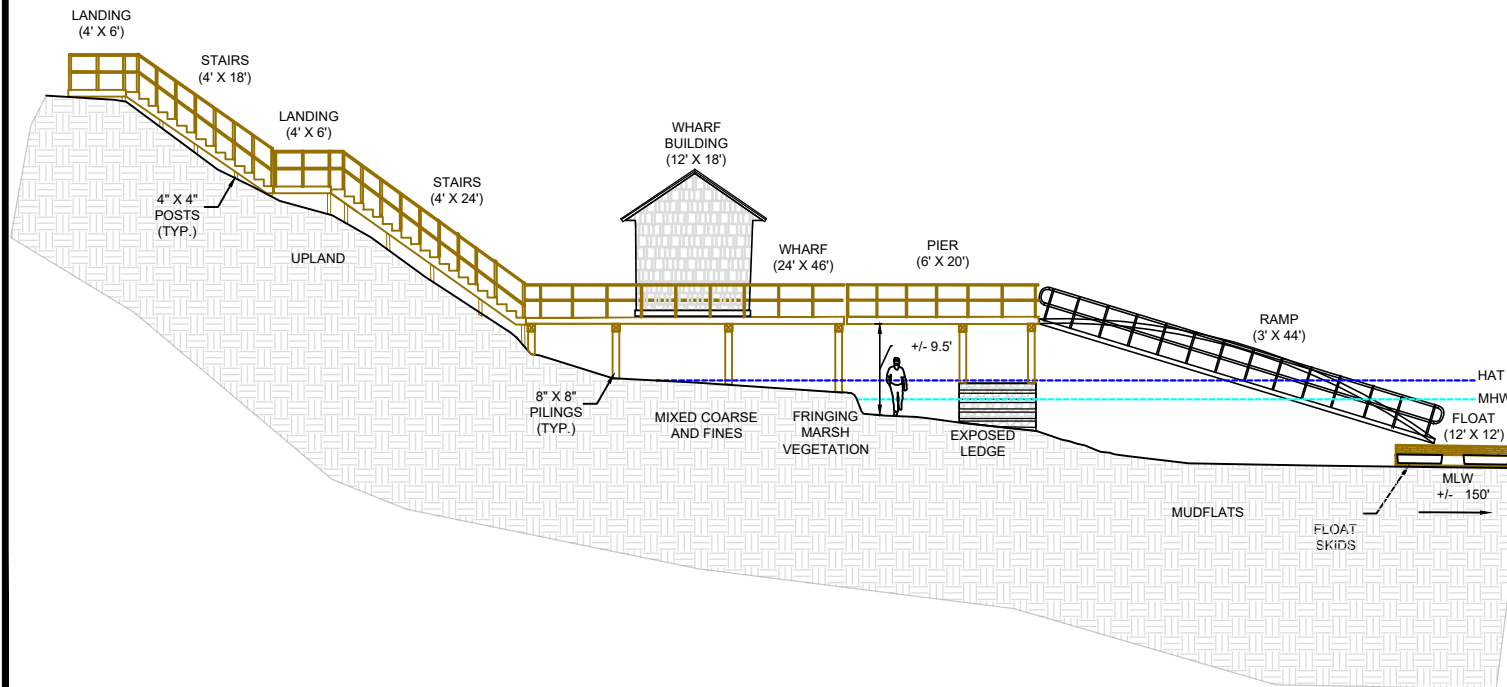 LANDING
(4' X 6')
STAIRS
(4' X 18')
LANDING
(4' X 6')
WHARF
BUILDING
(12' X 18')
STAIRS
(4' X 24')
4" X 4"
POSTS
(TYP.)
UPLAND
WHARF
(24' X 46')
PIER
(6' X 20')
RAMP
(3' X 44')
+/- 9.5'
HAT
MHW
8" X 8"
PILINGS
(TYP.)
MIXED COARSE
AND FINES
FRINGING
MARSH
VEGETATION
EXPOSED
LEDGE
FLOAT
(12' X 12')
MLW
+/- 150'
MUDFLATS
FLOAT
SKIDS